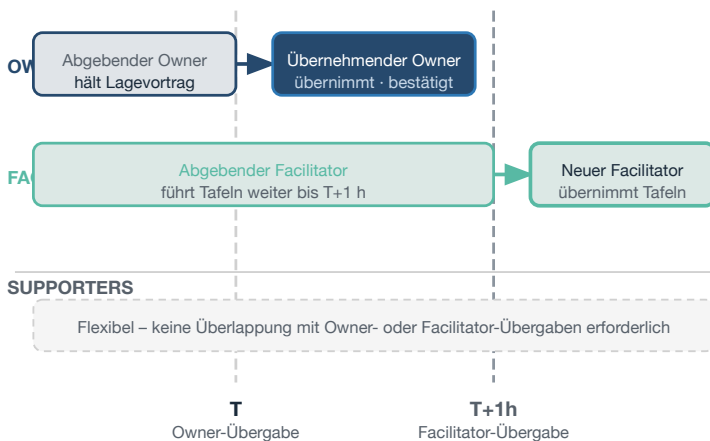 OW
Abgebender Owner
hält Lagevortrag
Übernehmender Owner
übernimmt · bestätigt
FAC
Abgebender Facilitator
führt Tafeln weiter bis T+1 h
Neuer Facilitator
übernimmt Tafeln
SUPPORTERS
Flexibel – keine Überlappung mit Owner- oder Facilitator-Übergaben erforderlich
T
Owner-Übergabe
T+1h
Facilitator-Übergabe